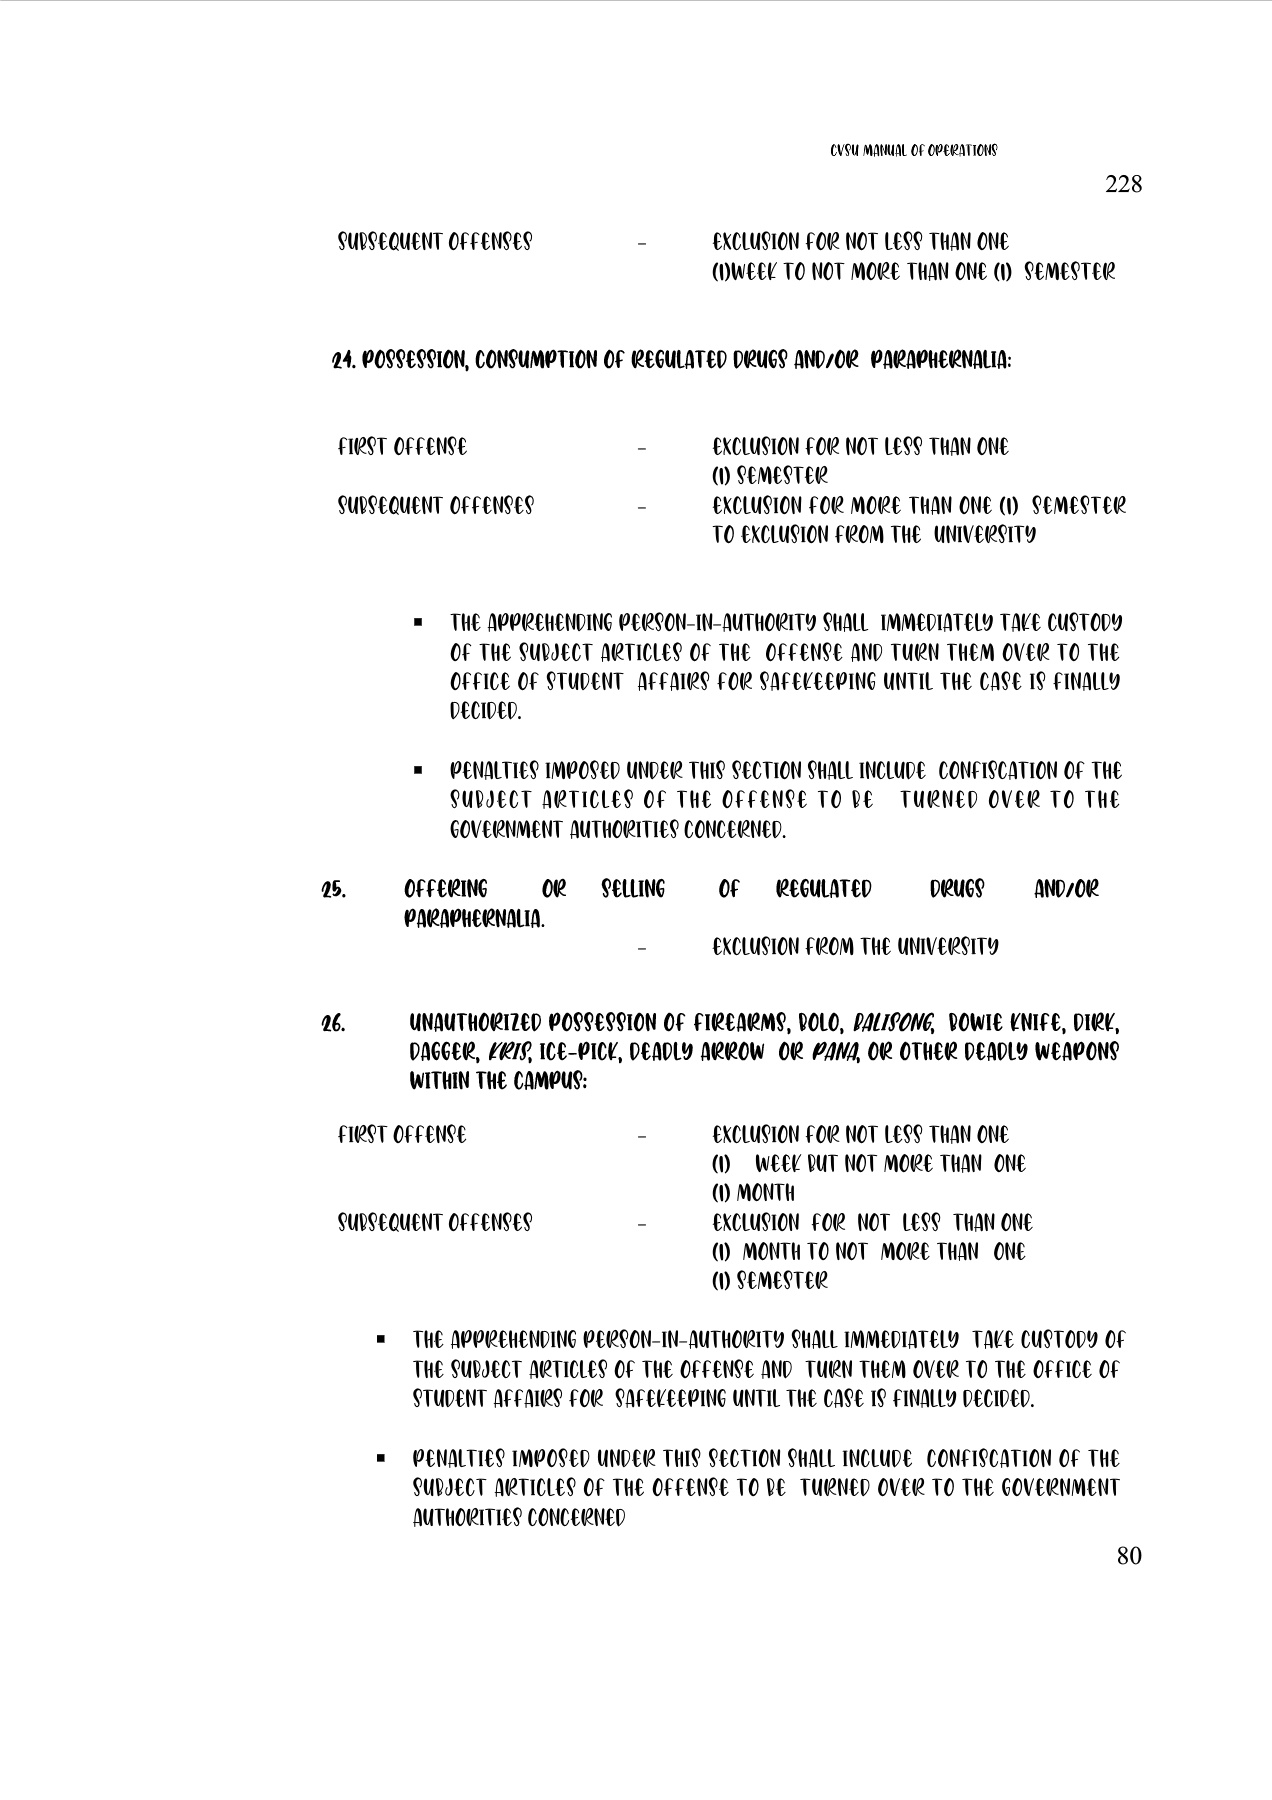 CVSU MANUAL OF OPERATIONS
228
SUBSEQUENT OFFENSES – EXCLUSION FOR NOT LESS THAN ONE
(1)WEEK TO NOT MORE THAN ONE (1) SEMESTER
24. POSSESSION, CONSUMPTION OF REGULATED DRUGS AND/OR PARAPHERNALIA:
FIRST OFFENSE – EXCLUSION FOR NOT LESS THAN ONE
(1) SEMESTER
SUBSEQUENT OFFENSES – EXCLUSION FOR MORE THAN ONE (1) SEMESTER
TO EXCLUSION FROM THE UNIVERSITY
▪ THE APPREHENDING PERSON-IN-AUTHORITY SHALL IMMEDIATELY TAKE CUSTODY
OF THE SUBJECT ARTICLES OF THE OFFENSE AND TURN THEM OVER TO THE
OFFICE OF STUDENT AFFAIRS FOR SAFEKEEPING UNTIL THE CASE IS FINALLY
DECIDED.
▪ PENALTIES IMPOSED UNDER THIS SECTION SHALL INCLUDE CONFISCATION OF THE
SUBJECT ARTICLES OF THE OFFENSE TO BE TURNED OVER TO THE
GOVERNMENT AUTHORITIES CONCERNED.
25. OFFERING OR SELLING OF REGULATED DRUGS AND/OR
PARAPHERNALIA.
– EXCLUSION FROM THE UNIVERSITY
26. UNAUTHORIZED POSSESSION OF FIREARMS, BOLO, BALISONG, BOWIE KNIFE, DIRK,
DAGGER, KRIS, ICE-PICK, DEADLY ARROW OR PANA, OR OTHER DEADLY WEAPONS
WITHIN THE CAMPUS:
FIRST OFFENSE – EXCLUSION FOR NOT LESS THAN ONE
(1) WEEK BUT NOT MORE THAN ONE
(1) MONTH
SUBSEQUENT OFFENSES – EXCLUSION FOR NOT LESS THAN ONE
(1) MONTH TO NOT MORE THAN ONE
(1) SEMESTER
▪ THE APPREHENDING PERSON-IN-AUTHORITY SHALL IMMEDIATELY TAKE CUSTODY OF
THE SUBJECT ARTICLES OF THE OFFENSE AND TURN THEM OVER TO THE OFFICE OF
STUDENT AFFAIRS FOR SAFEKEEPING UNTIL THE CASE IS FINALLY DECIDED.
▪ PENALTIES IMPOSED UNDER THIS SECTION SHALL INCLUDE CONFISCATION OF THE
SUBJECT ARTICLES OF THE OFFENSE TO BE TURNED OVER TO THE GOVERNMENT
AUTHORITIES CONCERNED
80